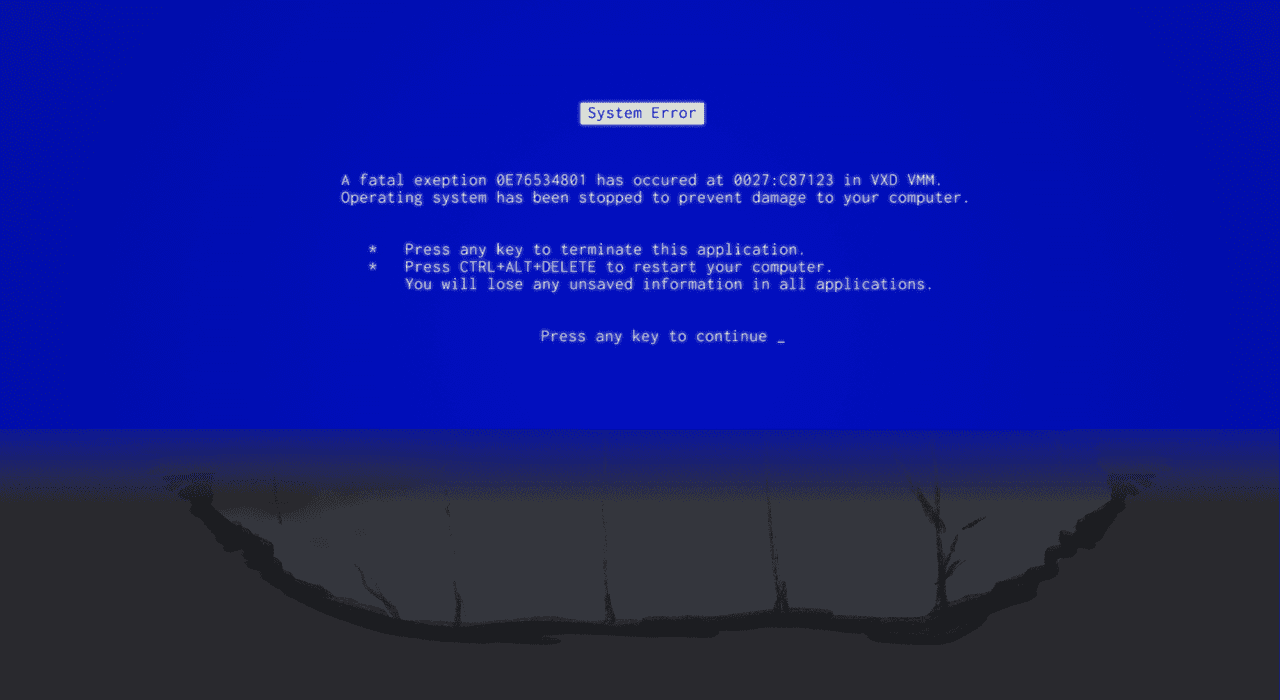 System Error
A fatal exeption 0E76534801 has occured at 0027:C87123 in VXD VMM.
Operating system has been stopped to prevent damage to your computer.
* Press any key to terminate this application.
* Press CTRL+ALT+DELETE to restart your computer.
You will lose any unsaved information in all applications.
Press any key to continue _